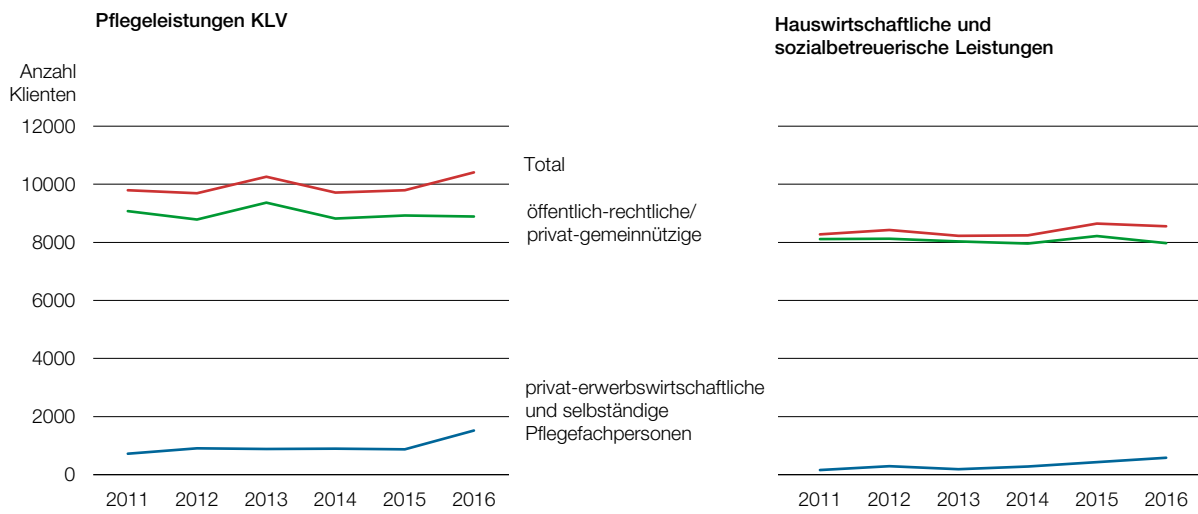 Pflegeleistungen KLV
Hauswirtschaftliche und
sozialbetreuerische Leistungen
Anzahl
Klienten
12000
10000
8000
6000
4000
2000
0
Total
öffentlich-rechtliche/
privat-gemeinnützige
privat-erwerbswirtschaftliche
und selbständige
Pflegefachpersonen
2011 2012 2013 2014 2015 2016
2011 2012 2013 2014 2015 2016